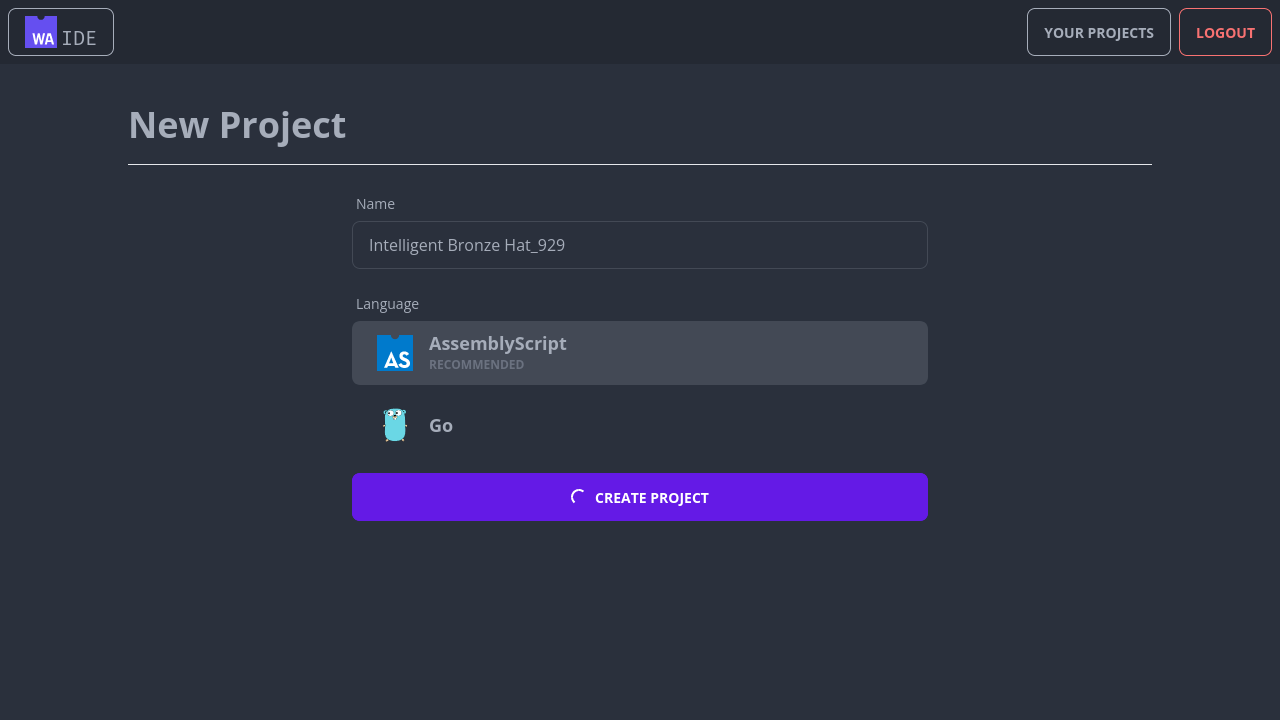 WA IDE
YOUR PROJECTS
LOGOUT
New Project
Name
Intelligent Bronze Hat_929
Language
AS
AssemblyScript
RECOMMENDED
Go
CREATE PROJECT